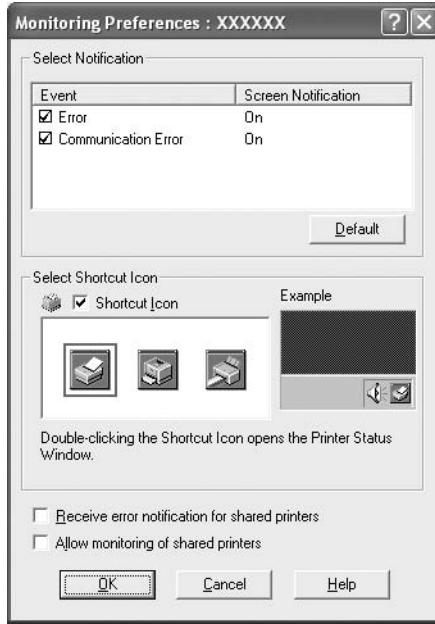 Monitoring Preferences : XXXXXX
Select Notification
Event Screen Notification
Error On
Communication Error On
Default
Select Shortcut Icon
Shortcut Icon
Example
Double-clicking the Shortcut Icon opens the Printer Status
Window.
Receive error notification for shared printers
Allow monitoring of shared printers
OK Cancel Help